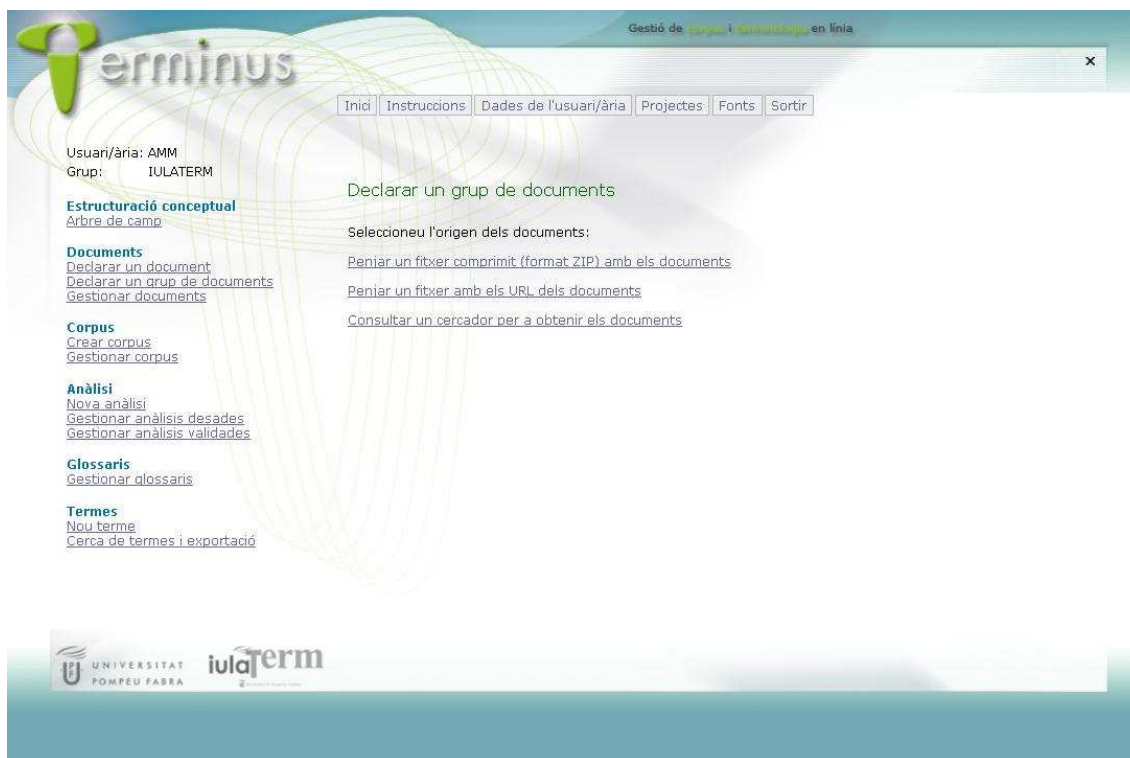 Gestió de corpus i terminologia en línia
Terminus
×
Inici Instruccions Dades de l'usuari/ària Projectes Fonts Sortir
Usuari/ària: AMM
Grup: IULATERM
Estructuració conceptual
Arbre de camp
Documents
Declarar un document
Declarar un grup de documents
Gestionar documents
Corpus
Crear corpus
Gestionar corpus
Anàlisi
Nova anàlisi
Gestionar anàlisis desades
Gestionar anàlisis validades
Glossaris
Gestionar glossaris
Termes
Nou terme
Cerca de termes i exportació
Declarar un grup de documents
Seleccioneu l'origen dels documents:
Penjar un fitxer comprimit (format ZIP) amb els documents
Penjar un fitxer amb els URL dels documents
Consultar un cercador per a obtenir els documents
UNIVERSITAT
POMPEU FABRA
iulaTerm